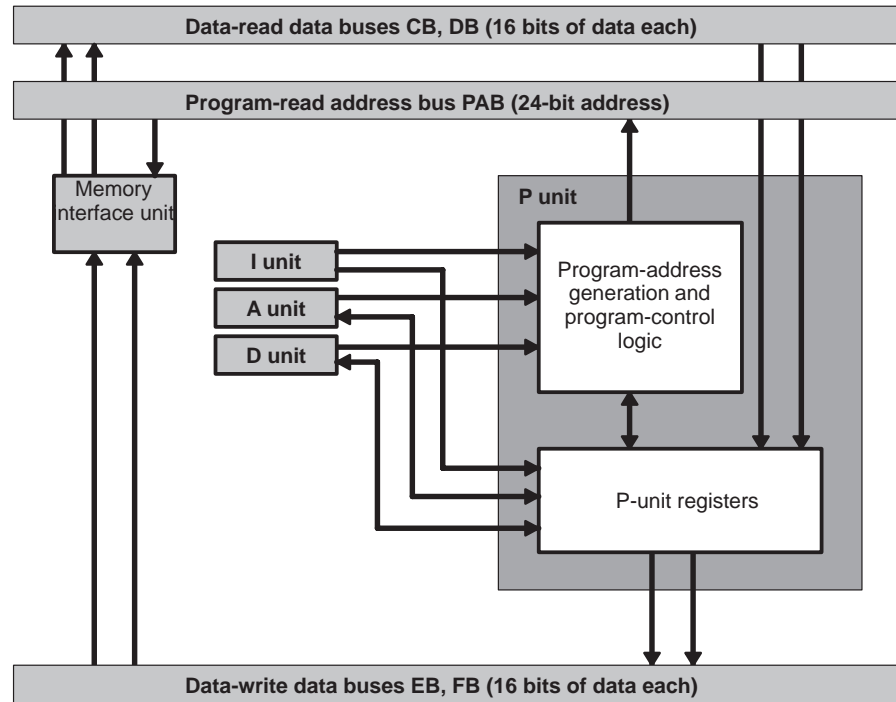 Data-read data buses CB, DB (16 bits of data each)
Program-read address bus PAB (24-bit address)
Memory
interface unit
P unit
I unit
A unit
D unit
Program-address
generation and
program-control
logic
P-unit registers
Data-write data buses EB, FB (16 bits of data each)